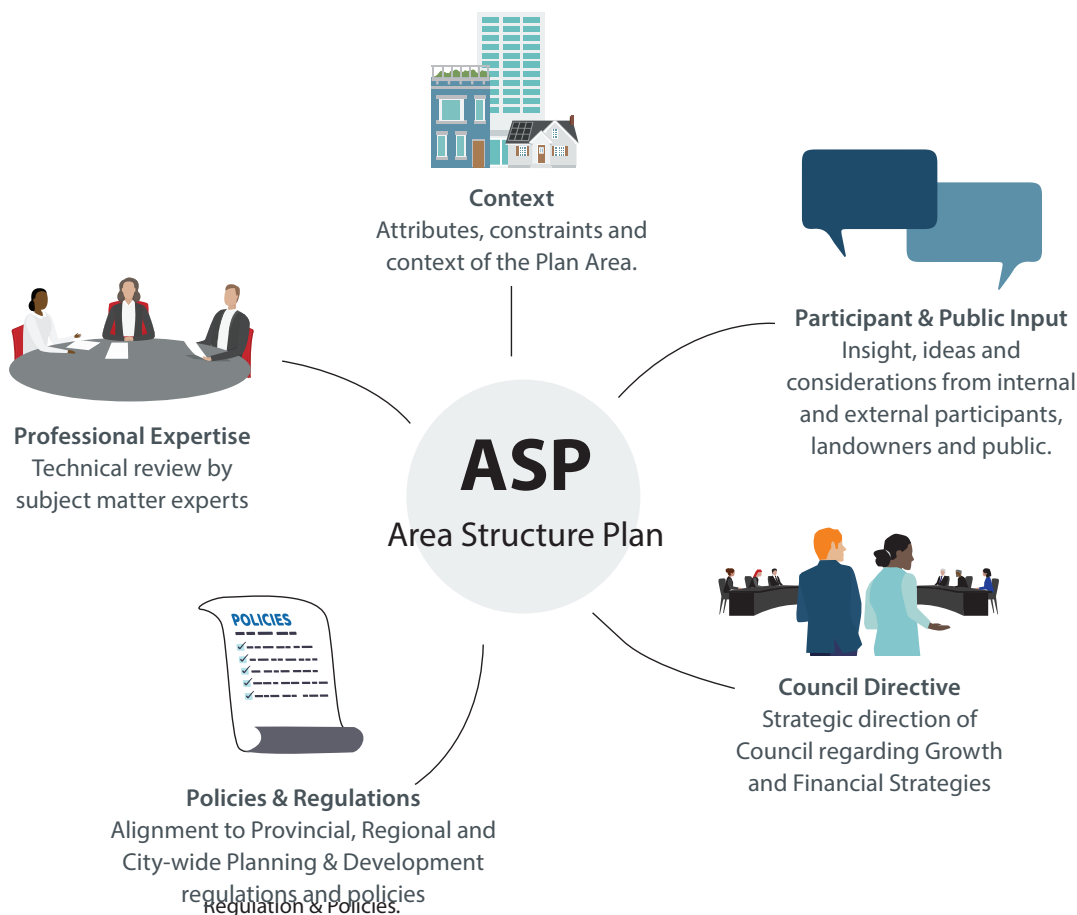 Context
Attributes, constraints and
context of the Plan Area.
Participant & Public Input
Insight, ideas and
considerations from internal
and external participants,
landowners and public.
Professional Expertise
Technical review by
subject matter experts
ASP
Area Structure Plan
Council Directive
Strategic direction of
Council regarding Growth
and Financial Strategies
POLICIES
Policies & Regulations
Alignment to Provincial, Regional and
City-wide Planning & Development
regulations and policies
Regulation & Policies.